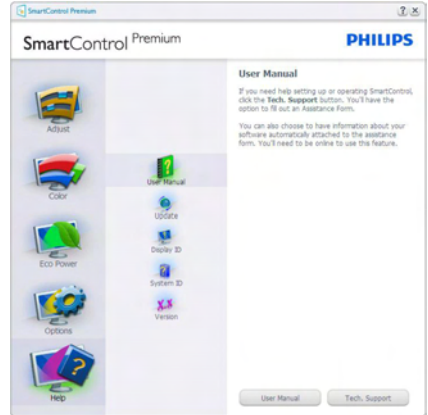 SmartControl Premium
? X
SmartControl Premium
PHILIPS
Adjust
Color
Eco Power
Options
Help
User Manual
Update
Display ID
System ID
Version
User Manual
If you need help setting up or operating SmartControl,
click the Tech. Support button. You'll have the
option to fill out an Assistance Form.
You can also choose to have information about your
software automatically attached to the assistance
form. You'll need to be online to use this feature.
User Manual
Tech. Support